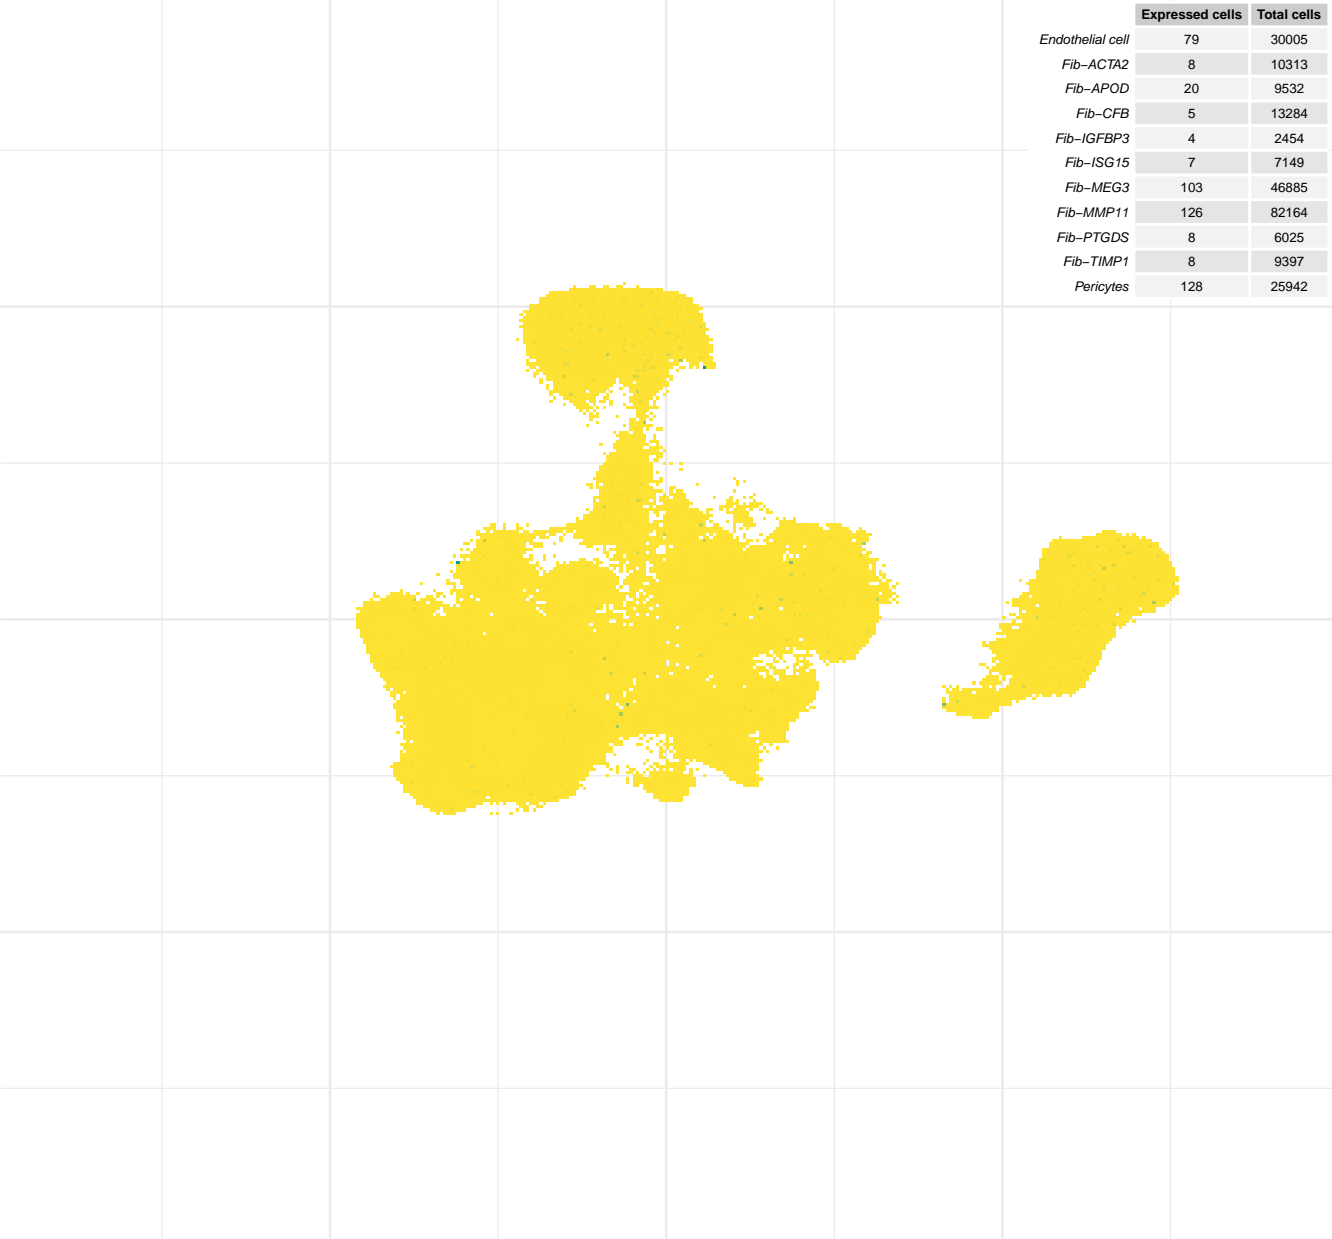 Expressed cells Total cells
Endothelial cell 79 30005
Fib−ACTA2 8 10313
Fib−APOD 20 9532
Fib−CFB 5 13284
Fib−IGFBP3 4 2454
Fib−ISG15 7 7149
Fib−MEG3 103 46885
Fib−MMP11 126 82164
Fib−PTGDS 8 6025
Fib−TIMP1 8 9397
Pericytes 128 25942